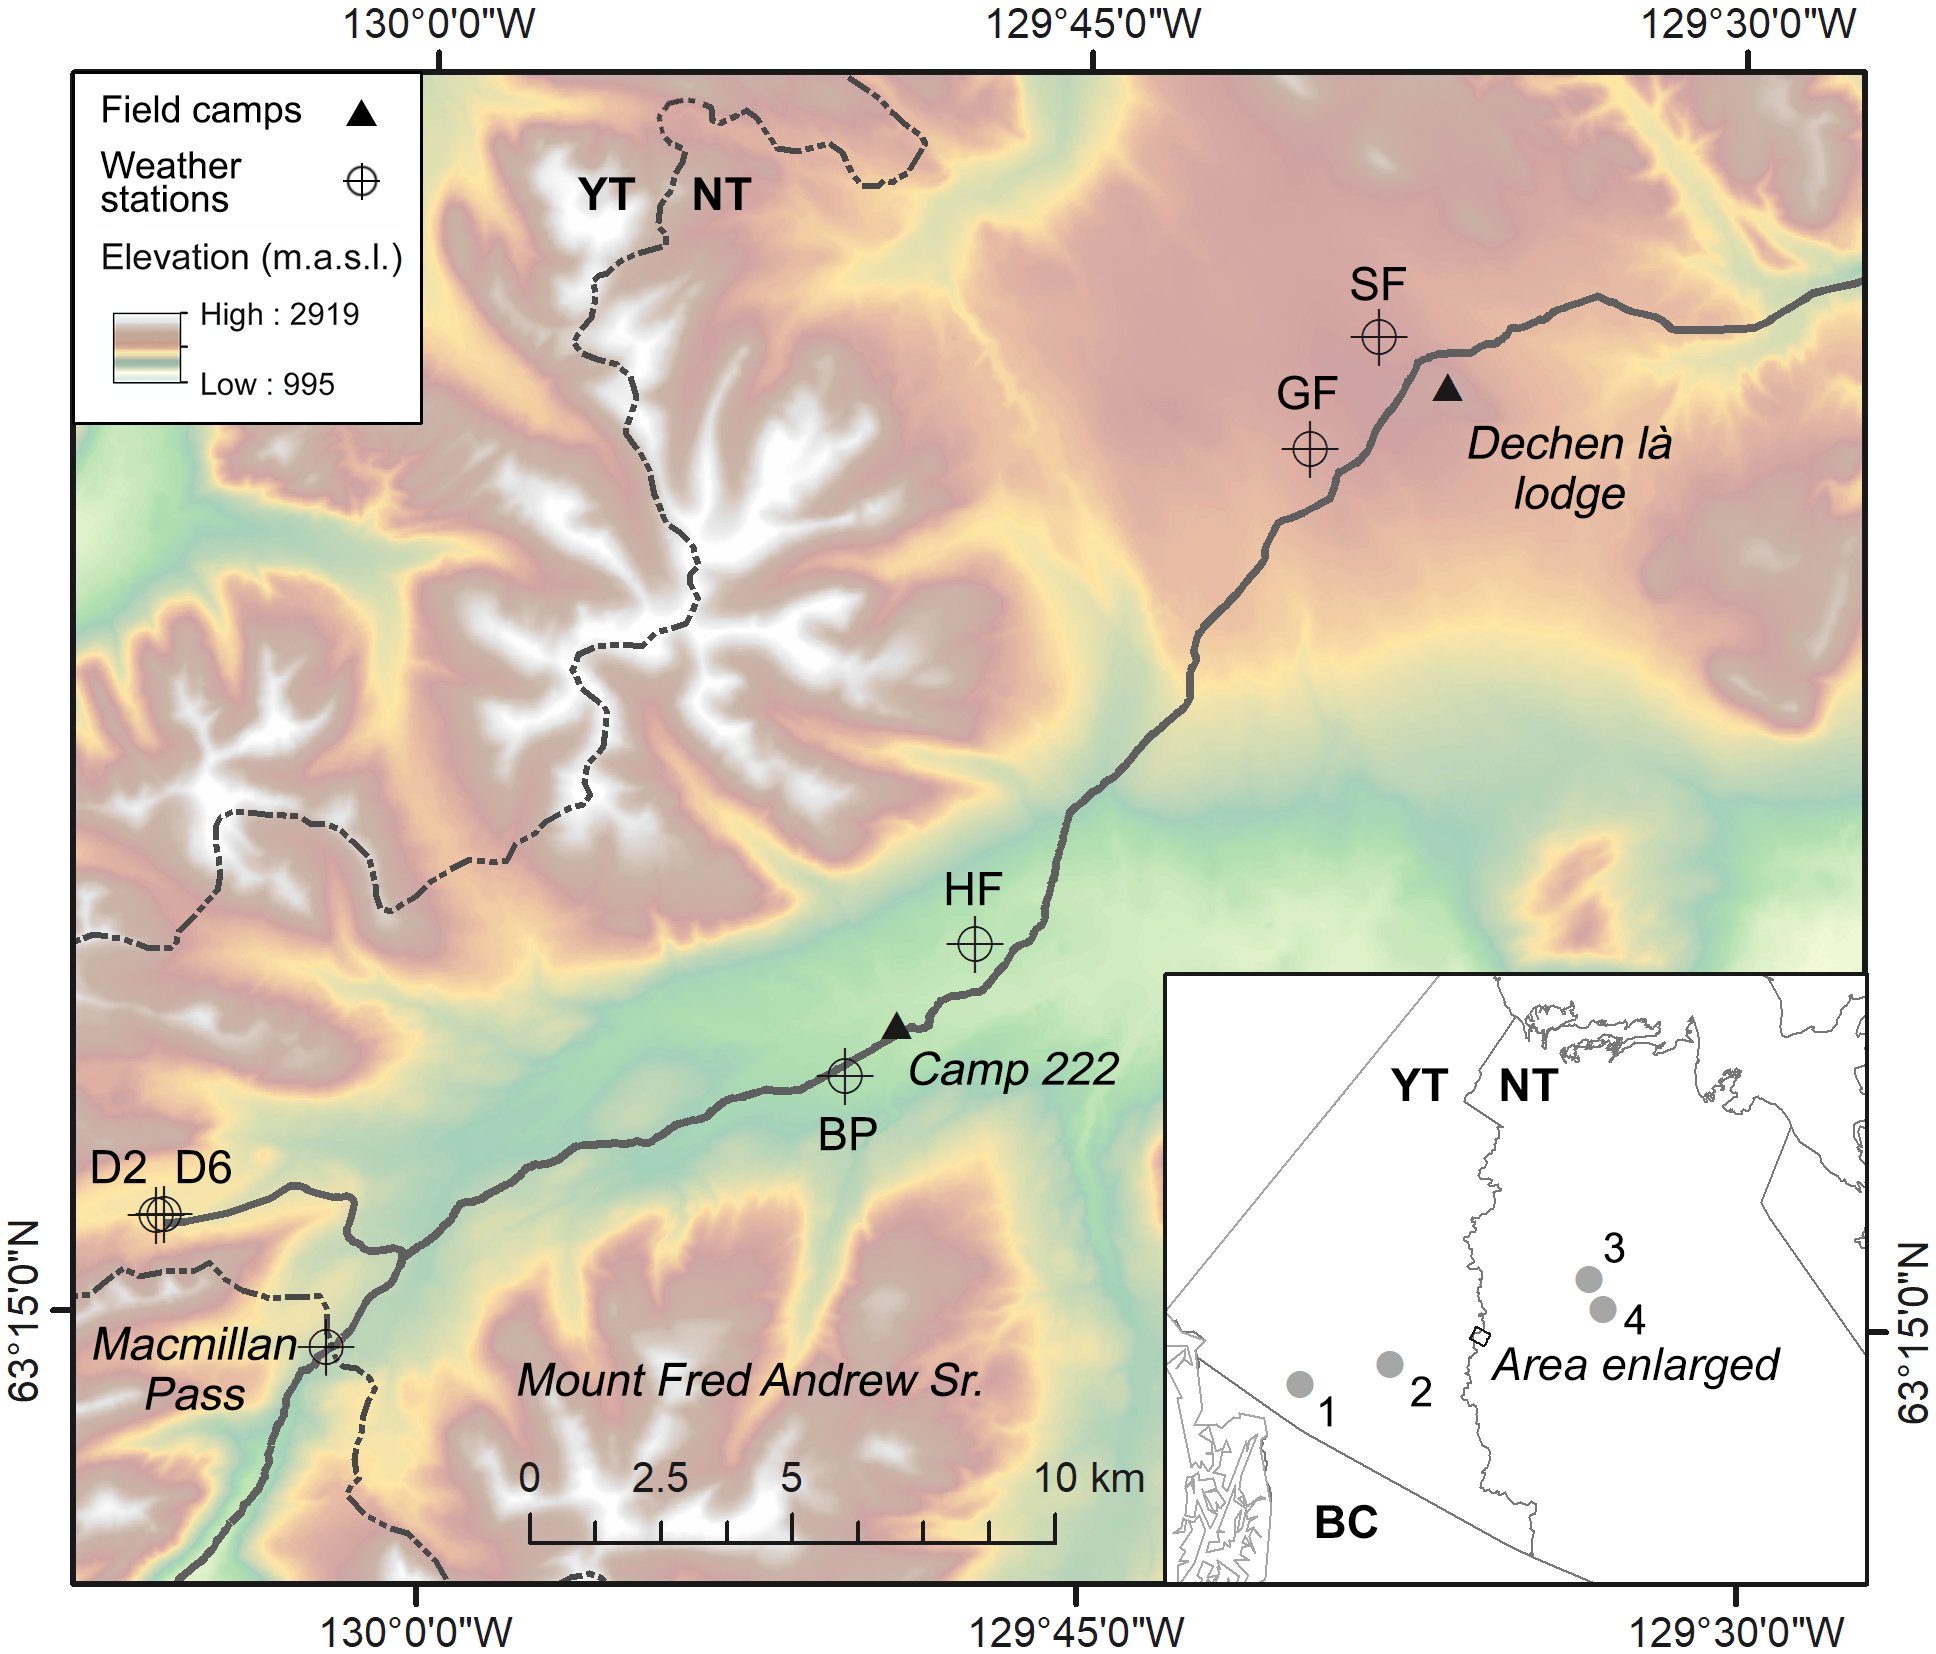 130°0'0"W 129°45'0"W 129°30'0"W
Field camps
Weather
stations
Elevation (m.a.s.l.)
High : 2919
Low : 995
YT NT
SF
GF
Dechen là
lodge
HF
Camp 222
BP
D2 D6
Macmillan
Pass
Mount Fred Andrew Sr.
0 2.5 5 10 km
63°15'0"N
YT NT
3
4
Area enlarged
2
1
BC
63°15'0"N
130°0'0"W 129°45'0"W 129°30'0"W